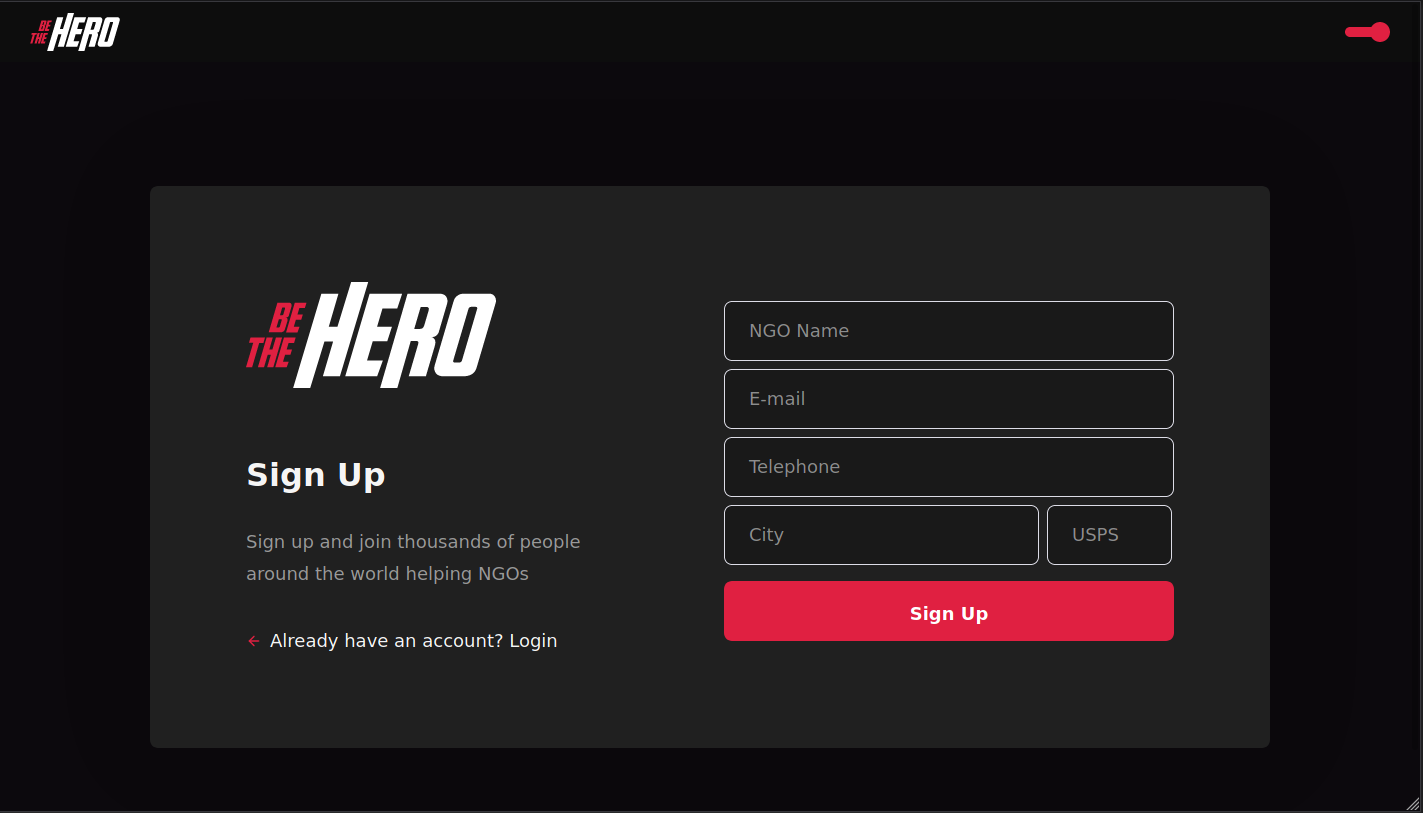 BE
THE HERO
BE
THE HERO
Sign Up
Sign up and join thousands of people
around the world helping NGOs
← Already have an account? Login
NGO Name
E-mail
Telephone
City
USPS
Sign Up